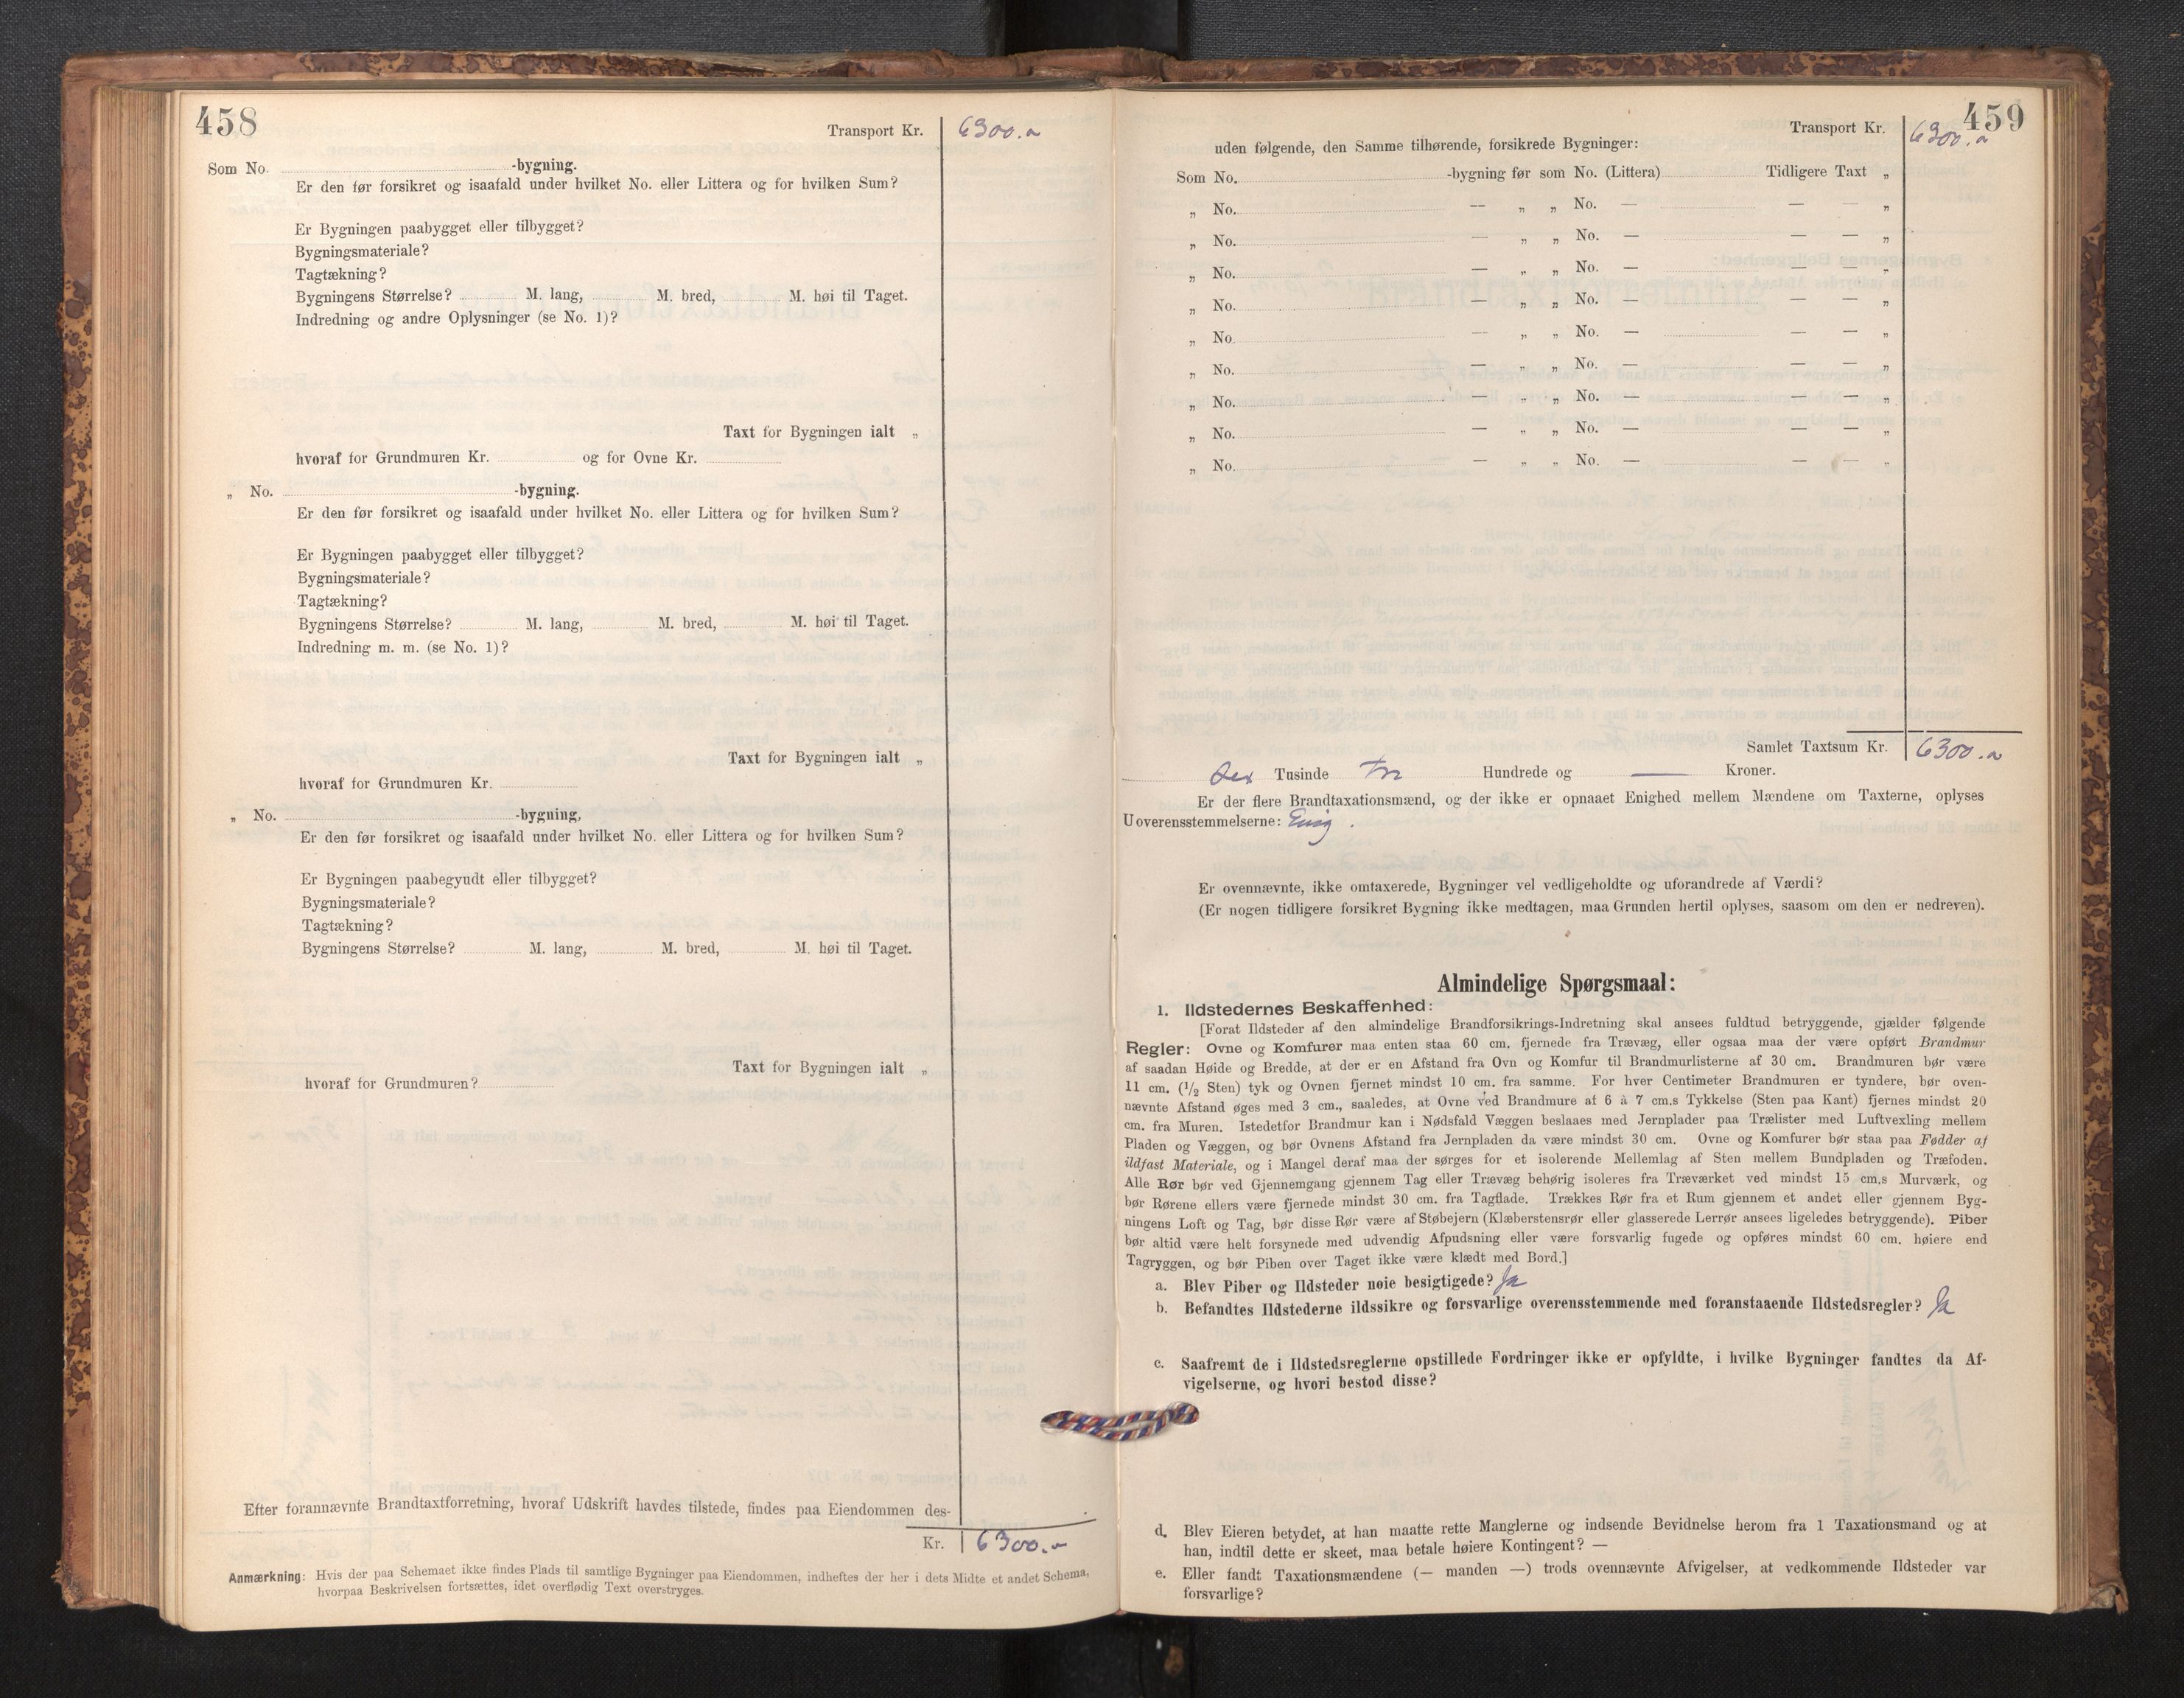 458
Transport Kr. 6300.
Som No. -bygning.
Er den før forsikret og isaafald under hvilket No. eller Littera og for hvilken Sum?
Er Bygningen paabygget eller tilbygget?
Bygningsmateriale?
Tagtækning?
Bygningens Størrelse? M. lang, M. bred, M. høi til Taget.
Indredning og andre Oplysninger (se No. 1)?
Taxt for Bygningen ialt „
hvoraf for Grundmuren Kr. og for Ovne Kr.
„ No. -bygning.
Er den før forsikret og isaafald under hvilket No. eller Littera og for hvilken Sum?
Er Bygningen paabygget eller tilbygget?
Bygningsmateriale?
Tagtækning?
Bygningens Størrelse? M. lang, M. bred, M. høi til Taget.
Indredning m. m. (se No. 1)?
Taxt for Bygningen ialt „
hvoraf for Grundmuren Kr.
„ No. -bygning,
Er den før forsikret og isaafald under hvilket No. eller Littera og for hvilken Sum?
Er Bygningen paabegyudt eller tilbygget?
Bygningsmateriale?
Tagtækning?
Bygningens Størrelse? M. lang, M. bred, M. høi til Taget.
Taxt for Bygningen ialt „
hvoraf for Grundmuren?
Efter forannævnte Brandtaxtforretning, hvoraf Udskrift havdes tilstede, findes paa Eiendommen des-
Kr. 6300.
Anmærkning: Hvis der paa Schemaet ikke findes Plads til samtlige Bygninger paa Eiendommen, indheftes der her i dets Midte et andet Schema,
hvorpaa Beskrivelsen fortsættes, idet overflødig Text overstryges.
459
Transport Kr. 6300.
uden følgende, den Samme tilhørende, forsikrede Bygninger:
Som No. -bygning før som No. (Littera) Tidligere Taxt „
„ No. — „ „ No. — — — „
„ No. — „ „ No. — — — „
„ No. — „ „ No. — — — „
„ No. — „ „ No. — — — „
„ No. — „ „ No. — — — „
„ No. — „ „ No. — — — „
„ No. — „ „ No. — — — „
„ No. — „ „ No. — — — „
„ No. — „ „ No. — — — „
Samlet Taxtsum Kr. 6300.
Sex Tusinde Tre Hundrede og — Kroner.
Er der flere Brandtaxationsmænd, og der ikke er opnaaet Enighed mellem Mændene om Taxterne, oplyses
Uoverensstemmelserne: Enig.
Er ovennævnte, ikke omtaxerede, Bygninger vel vedligeholdte og uforandrede af Værdi?
(Er nogen tidligere forsikret Bygning ikke medtagen, maa Grunden hertil oplyses, saasom om den er nedreven).
Almindelige Spørgsmaal:
1. Ildstedernes Beskaffenhed:
[Forat Ildsteder af den almindelige Brandforsikrings-Indretning skal ansees fuldtud betryggende, gjælder følgende
Regler: Ovne og Komfurer maa enten staa 60 cm. fjernede fra Trævæg, eller ogsaa maa der være opført Brandmur
af saadan Høide og Bredde, at der er en Afstand fra Ovn og Komfur til Brandmurlisterne af 30 cm. Brandmuren bør være
11 cm. (1/2 Sten) tyk og Ovnen fjernet mindst 10 cm. fra samme. For hver Centimeter Brandmuren er tyndere, bør oven-
nævnte Afstand øges med 3 cm., saaledes, at Ovne ved Brandmure af 6 à 7 cm.s Tykkelse (Sten paa Kant) fjernes mindst 20
cm. fra Muren. Istedetfor Brandmur kan i Nødsfald Væggen beslaaes med Jernplader paa Trælister med Luftvexling mellem
Pladen og Væggen, og bør Ovnens Afstand fra Jernpladen da være mindst 30 cm. Ovne og Komfurer bør staa paa Fødder af
ildfast Materiale, og i Mangel deraf maa der sørges for et isolerende Mellemlag af Sten mellem Bundpladen og Træfoden.
Alle Rør bør ved Gjennemgang gjennem Tag eller Trævæg behørig isoleres fra Træværket ved mindst 15 cm.s Murværk, og
bør Rørene ellers være fjernede mindst 30 cm. fra Tagflade. Trækkes Rør fra et Rum gjennem et andet eller gjennem Byg-
ningens Loft og Tag, bør disse Rør være af Støbejern (Klæberstensrør eller glasserede Lerrør ansees ligeledes betryggende). Piber
bør altid være helt forsynede med udvendig Afpudsning eller være forsvarlig fugede og opføres mindst 60 cm. høiere end
Tagryggen, og bør Piben over Taget ikke være klædt med Bord.]
a. Blev Piber og Ildsteder nøie besigtigede? Ja
b. Befandtes Ildstederne ildssikre og forsvarlige overensstemmende med foranstaaende Ildstedsregler? Ja
c. Saafremt de i Ildstedsreglerne opstillede Fordringer ikke er opfyldte, i hvilke Bygninger fandtes da Af-
vigelserne, og hvori bestod disse?
d. Blev Eieren betydet, at han maatte rette Manglerne og indsende Bevidnelse herom fra 1 Taxationsmand og at
han, indtil dette er skeet, maa betale høiere Kontingent? —
e. Eller fandt Taxationsmændene (— manden —) trods ovennævnte Afvigelser, at vedkommende Ildsteder var
forsvarlige?